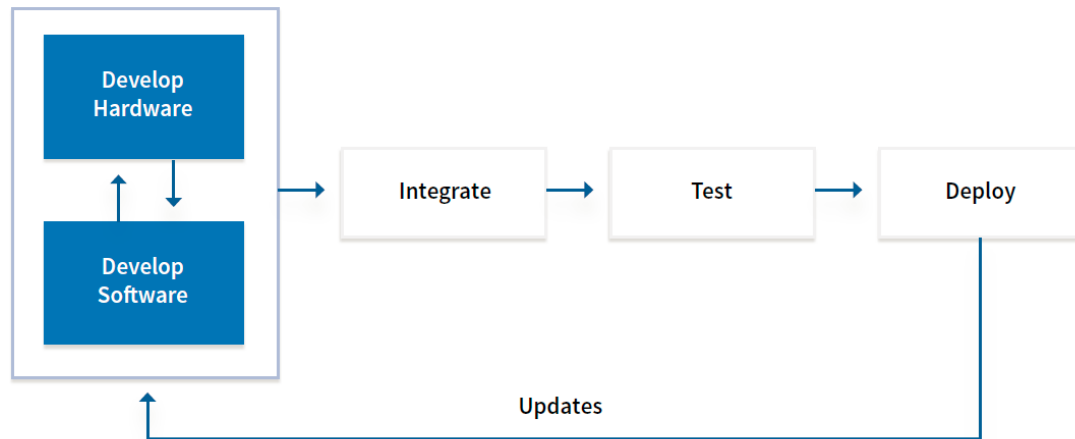 Develop
Hardware
Develop
Software
Integrate
Test
Deploy
Updates